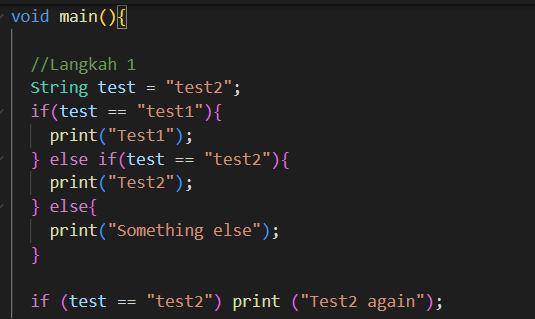 void main(){
//Langkah 1
String test = "test2";
if(test == "test1"){
print("Test1");
} else if(test == "test2"){
print("Test2");
} else{
print("Something else");
}
if (test == "test2") print ("Test2 again");